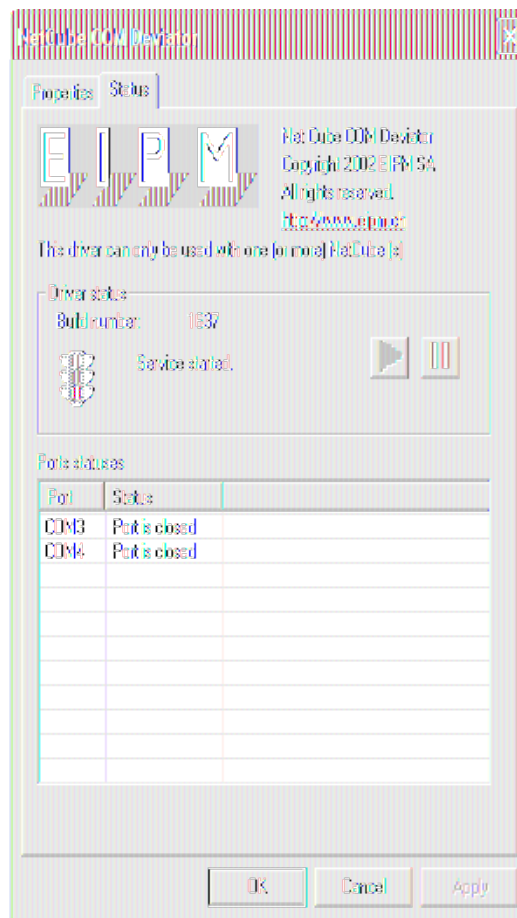 NetCube COM Deviator
Properties
Status
E I P M
Net Cube COM Deviator
Copyright 2002 EIPM SA
All rights reserved.
This driver can only be used with one (or more) NetCube (s)
Driver status
Build number: 1637
Service started.
Ports statuses
Port Status
COM3 Port is closed
COM4 Port is closed
OK Cancel Apply